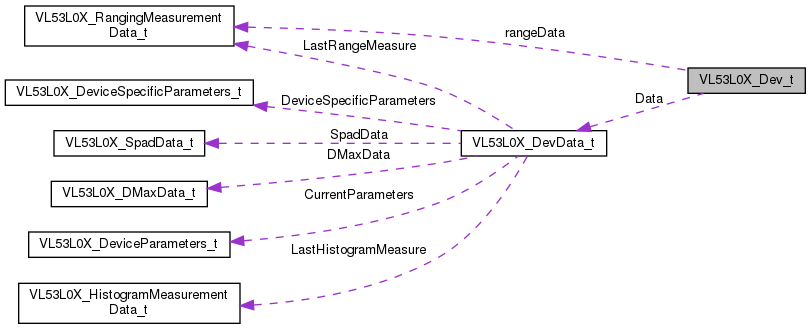 VL53L0X_RangingMeasurement
Data_t
rangeData
LastRangeMeasure
VL53L0X_Dev_t
VL53L0X_DeviceSpecificParameters_t
DeviceSpecificParameters
Data
SpadData
VL53L0X_SpadData_t
VL53L0X_DevData_t
DMaxData
VL53L0X_DMaxData_t
CurrentParameters
VL53L0X_DeviceParameters_t
LastHistogramMeasure
VL53L0X_HistogramMeasurement
Data_t